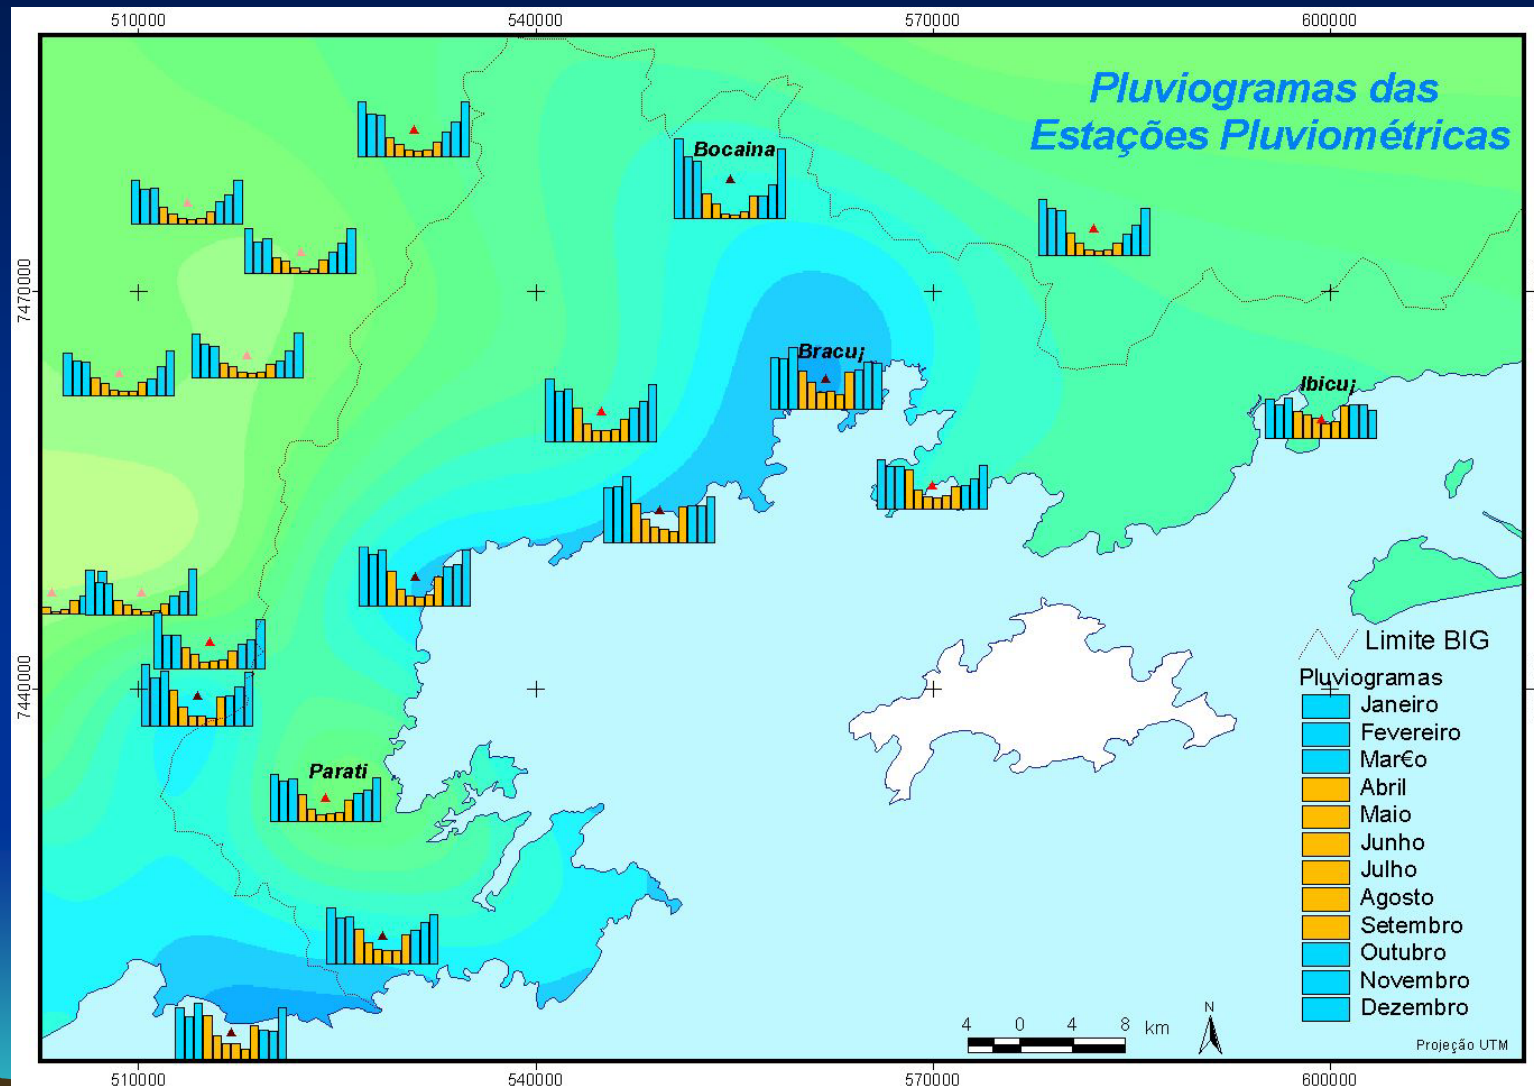 510000
540000
570000
600000
Pluviogramas das
Estações Pluviométricas
Bocaina
7470000
Bracu¡
Ibicu¡
7440000
Parati
Limite BIG
Pluviogramas
Janeiro
Fevereiro
Mar€o
Abril
Maio
Junho
Julho
Agosto
Setembro
Outubro
Novembro
Dezembro
4 0 4 8 km
N
Projeção UTM
510000
540000
570000
600000